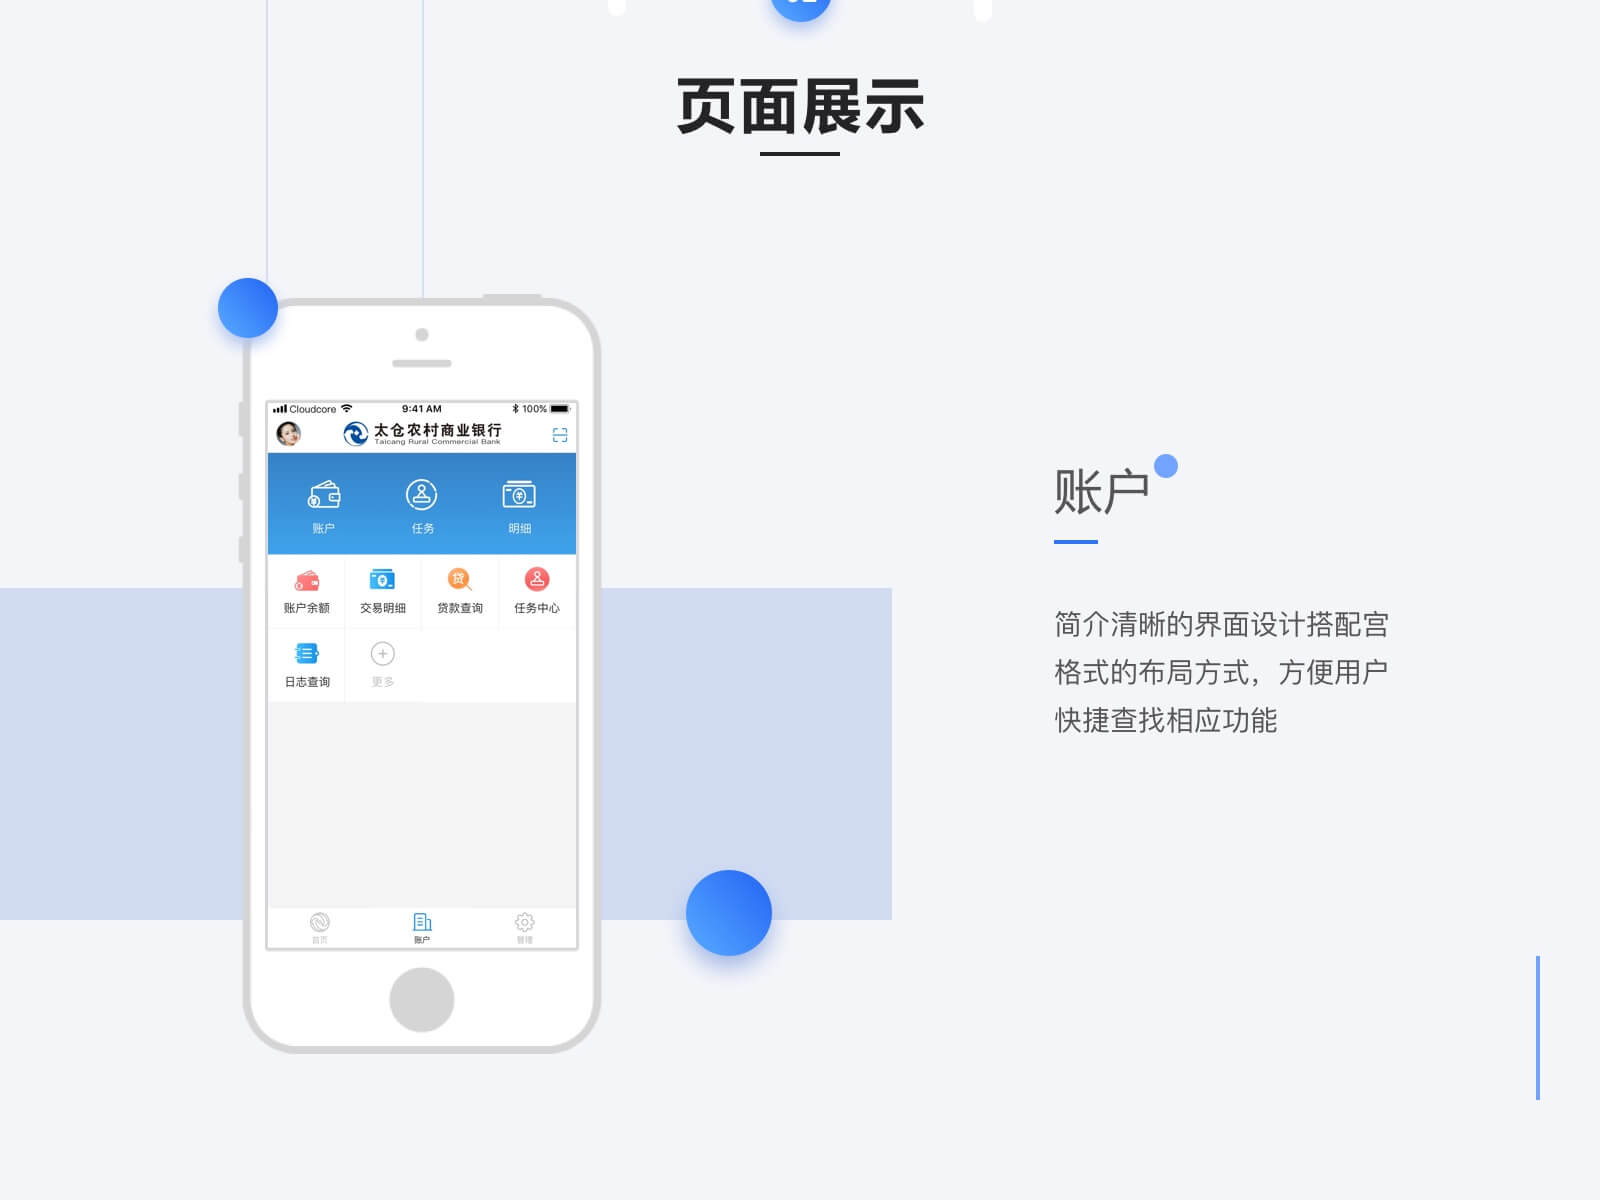 页面展示
Cloudcore
9:41 AM
100%
太仓农村商业银行
Taicang Rural Commercial Bank
账户
任务
明细
贷
账户余额
交易明细
贷款查询
任务中心
日志查询
更多
首页
账户
管理
账户
简介清晰的界面设计搭配宫
格式的布局方式，方便用户
快捷查找相应功能